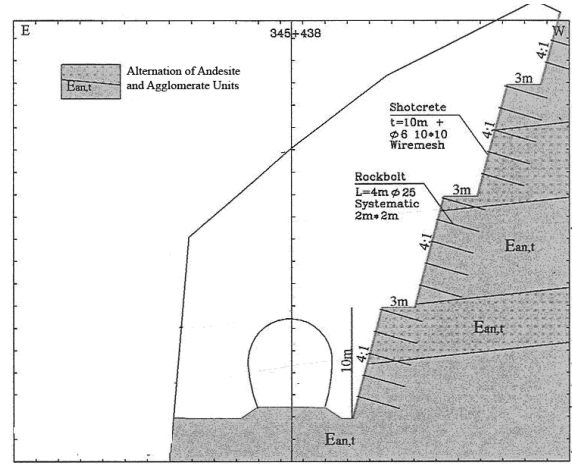 E
345+438
W
Ean,t
Alternation of Andesite
and Agglomerate Units
4:1
3m
Shotcrete
t=10m +
ϕ6 10*10
Wiremesh
4:1
Rockbolt
L=4m ϕ25
Systematic
2m*2m
3m
4:1
Ean,t
3m
Ean,t
10m
4:1
Ean,t